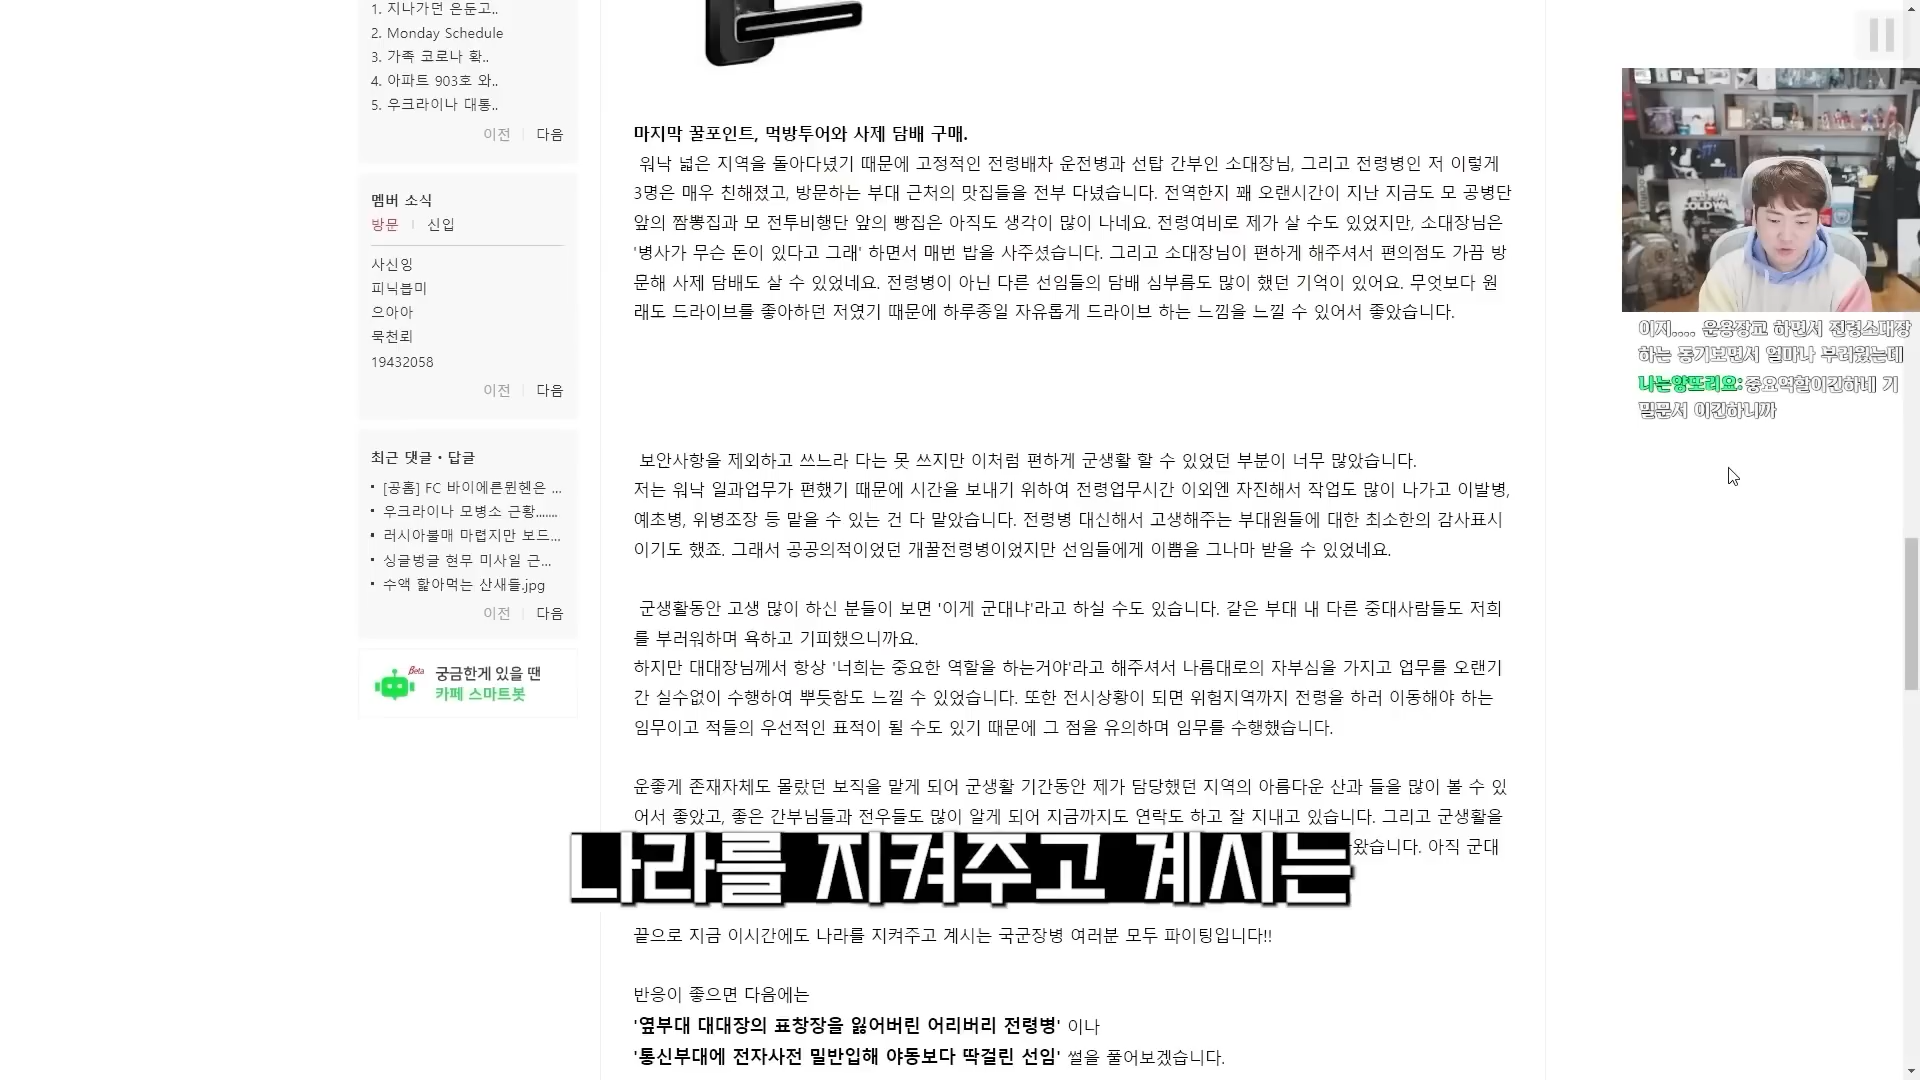 1. 지나가던 은둔고..
2. Monday Schedule
3. 가족 코로나 확..
4. 아파트 903호 와..
5. 우크라이나 대통..
이전 다음
멤버 소식
방문 신입
사신잉
피닉븝미
으아아
묵천뢰
19432058
이전 다음
최근 댓글・답글
[공홈] FC 바이에른뮌헨은 ...
우크라이나 모병소 근황......
러시아불매 마렵지만 보드...
싱글벙글 현무 미사일 근...
수액 핥아먹는 산새들.jpg
이전 다음
Beta
궁금한게 있을 땐
카페 스마트봇
마지막 꿀포인트, 먹방투어와 사제 담배 구매.
워낙 넓은 지역을 돌아다녔기 때문에 고정적인 전령배차 운전병과 선탑 간부인 소대장님, 그리고 전령병인 저 이렇게
3명은 매우 친해졌고, 방문하는 부대 근처의 맛집들을 전부 다녔습니다. 전역한지 꽤 오랜시간이 지난 지금도 모 공병단
앞의 짬뽕집과 모 전투비행단 앞의 빵집은 아직도 생각이 많이 나네요. 전령여비로 제가 살 수도 있었지만, 소대장님은
'병사가 무슨 돈이 있다고 그래' 하면서 매번 밥을 사주셨습니다. 그리고 소대장님이 편하게 해주셔서 편의점도 가끔 방
문해 사제 담배도 살 수 있었네요. 전령병이 아닌 다른 선임들의 담배 심부름도 많이 했던 기억이 있어요. 무엇보다 원
래도 드라이브를 좋아하던 저였기 때문에 하루종일 자유롭게 드라이브 하는 느낌을 느낄 수 있어서 좋았습니다.
보안사항을 제외하고 쓰느라 다는 못 쓰지만 이처럼 편하게 군생활 할 수 있었던 부분이 너무 많았습니다.
저는 워낙 일과업무가 편했기 때문에 시간을 보내기 위하여 전령업무시간 이외엔 자진해서 작업도 많이 나가고 이발병,
예초병, 위병조장 등 맡을 수 있는 건 다 맡았습니다. 전령병 대신해서 고생해주는 부대원들에 대한 최소한의 감사표시
이기도 했죠. 그래서 공공의적이었던 개꿀전령병이었지만 선임들에게 이쁨을 그나마 받을 수 있었네요.
군생활동안 고생 많이 하신 분들이 보면 '이게 군대냐'라고 하실 수도 있습니다. 같은 부대 내 다른 중대사람들도 저희
를 부러워하며 욕하고 기피했으니까요.
하지만 대대장님께서 항상 '너희는 중요한 역할을 하는거야'라고 해주셔서 나름대로의 자부심을 가지고 업무를 오랜기
간 실수없이 수행하여 뿌듯함도 느낄 수 있었습니다. 또한 전시상황이 되면 위험지역까지 전령을 하러 이동해야 하는
임무이고 적들의 우선적인 표적이 될 수도 있기 때문에 그 점을 유의하며 임무를 수행했습니다.
운좋게 존재자체도 몰랐던 보직을 맡게 되어 군생활 기간동안 제가 담당했던 지역의 아름다운 산과 들을 많이 볼 수 있
어서 좋았고, 좋은 간부님들과 전우들도 많이 알게 되어 지금까지도 연락도 하고 잘 지내고 있습니다. 그리고 군생활을
왔습니다. 아직 군대
나라를 지켜주고 계시는
끝으로 지금 이시간에도 나라를 지켜주고 계시는 국군장병 여러분 모두 파이팅입니다!!
반응이 좋으면 다음에는
'옆부대 대대장의 표창장을 잃어버린 어리버리 전령병' 이나
'통신부대에 전자사전 밀반입해 야동보다 딱걸린 선임' 썰을 풀어보겠습니다.
이지.... 운용장교 하면서 전령소대장
하는 동기보면서 얼마나 부러웠는데
나는양또리요: 중요역할이긴하네 기
밀문서 이긴하니까